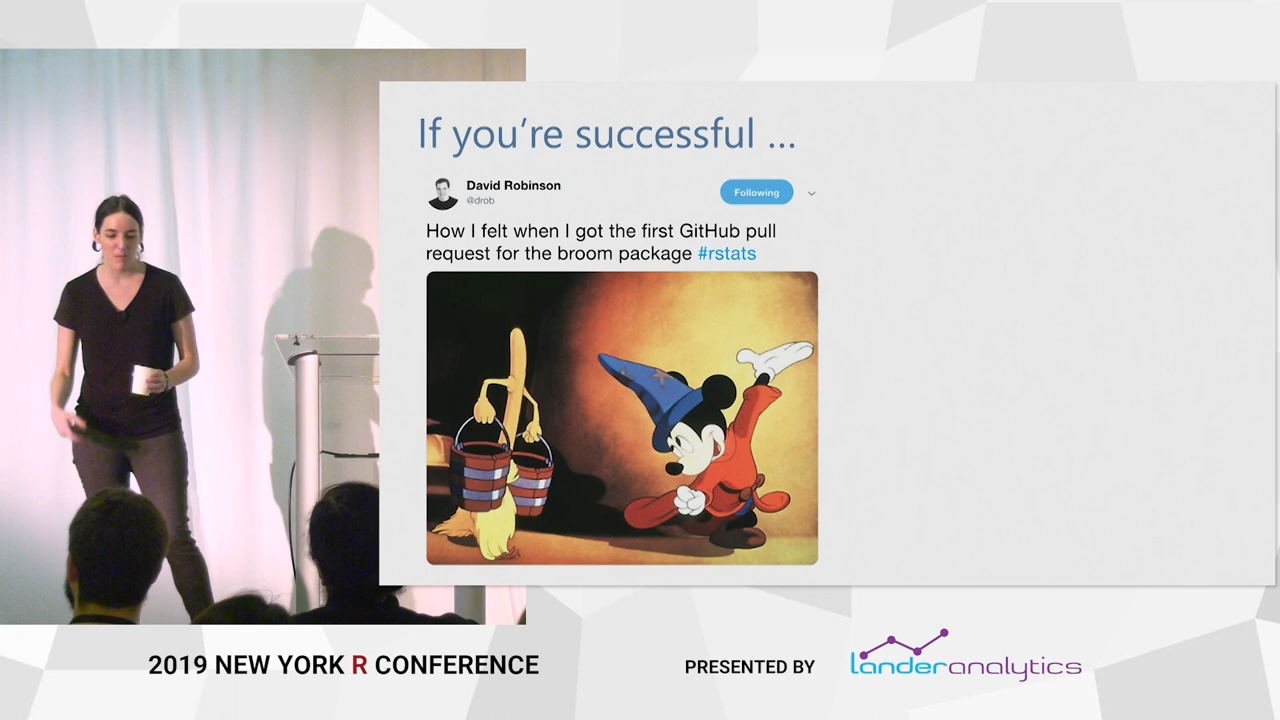 If you're successful ...
David Robinson
@drob
Following
How I felt when I got the first GitHub pull
request for the broom package #rstats
2019 NEW YORK R CONFERENCE
PRESENTED BY
landeranalytics